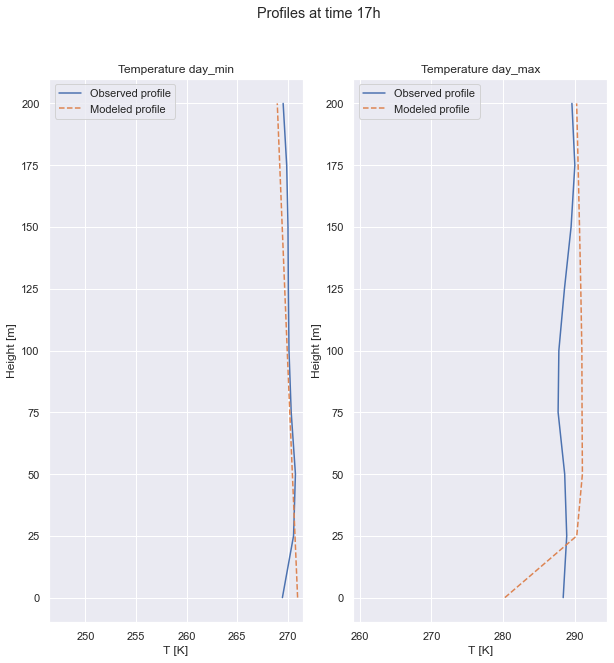 Profiles at time 17h
Temperature day_min
Observed profile
Modeled profile
200
175
150
125
100
75
50
25
0
Height [m]
250
255
260
265
270
T [K]
Temperature day_max
Observed profile
Modeled profile
200
175
150
125
100
75
50
25
0
Height [m]
260
270
280
290
T [K]